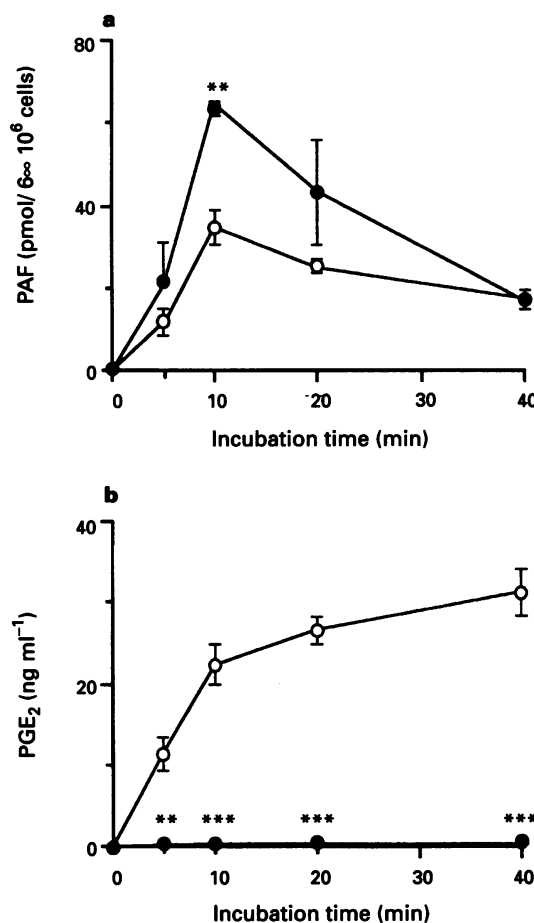 a
80
**
40
0
PAF (pmol/ 6∞ 10⁶ cells)
0 10 20 30 40
Incubation time (min)
b
40
20
0
PGE₂ (ng ml⁻¹)
** *** *** ***
0 10 20 30 40
Incubation time (min)